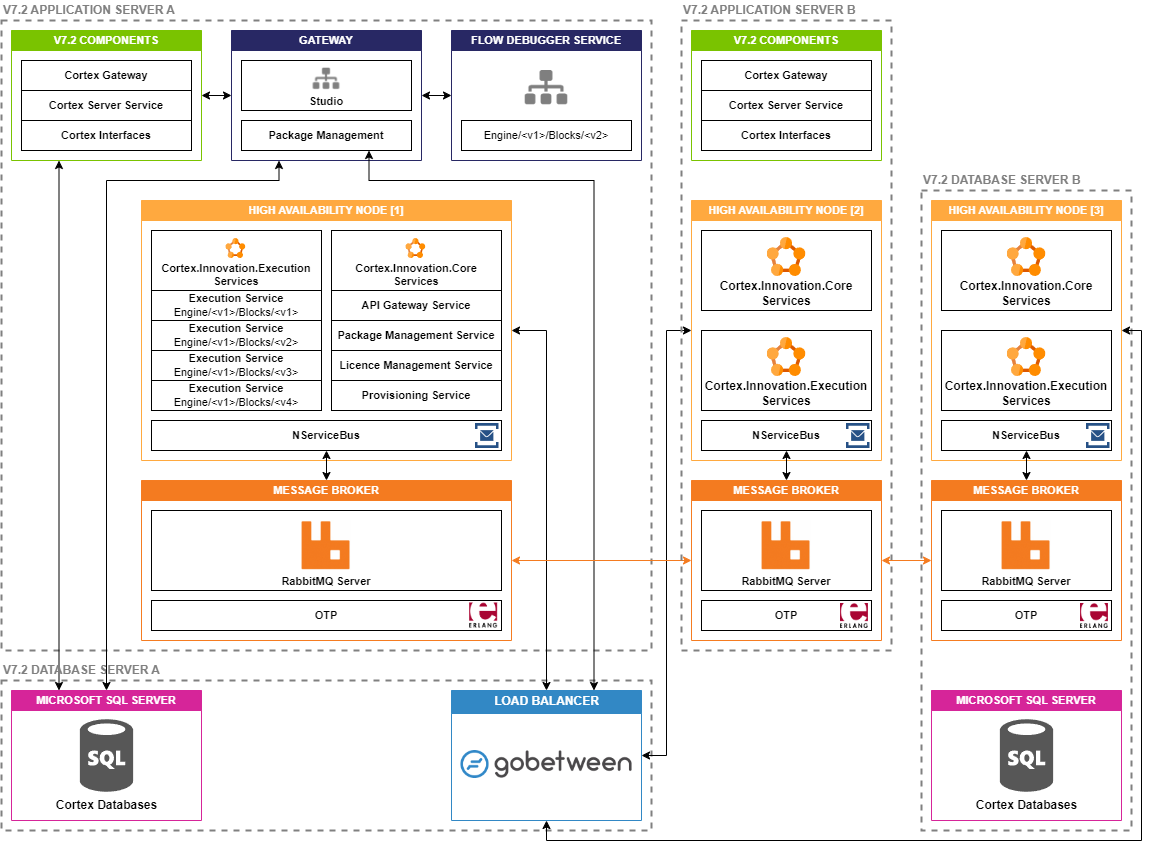 V7.2 APPLICATION SERVER A
V7.2 COMPONENTS
Cortex Gateway
Cortex Server Service
Cortex Interfaces
GATEWAY
Studio
Package Management
FLOW DEBUGGER SERVICE
Engine/<v1>/Blocks/<v2>
HIGH AVAILABILITY NODE [1]
Cortex.Innovation.Execution
Services
Execution Service
Engine/<v1>/Blocks/<v1>
Execution Service
Engine/<v1>/Blocks/<v2>
Execution Service
Engine/<v1>/Blocks/<v3>
Execution Service
Engine/<v1>/Blocks/<v4>
Cortex.Innovation.Core
Services
API Gateway Service
Package Management Service
Licence Management Service
Provisioning Service
NServiceBus
MESSAGE BROKER
RabbitMQ Server
OTP
ERLANG
V7.2 APPLICATION SERVER B
V7.2 COMPONENTS
Cortex Gateway
Cortex Server Service
Cortex Interfaces
HIGH AVAILABILITY NODE [2]
Cortex.Innovation.Core
Services
Cortex.Innovation.Execution
Services
NServiceBus
MESSAGE BROKER
RabbitMQ Server
OTP
ERLANG
V7.2 DATABASE SERVER B
HIGH AVAILABILITY NODE [3]
Cortex.Innovation.Core
Services
Cortex.Innovation.Execution
Services
NServiceBus
MESSAGE BROKER
RabbitMQ Server
OTP
ERLANG
MICROSOFT SQL SERVER
SQL
Cortex Databases
V7.2 DATABASE SERVER A
MICROSOFT SQL SERVER
SQL
Cortex Databases
LOAD BALANCER
gobetween